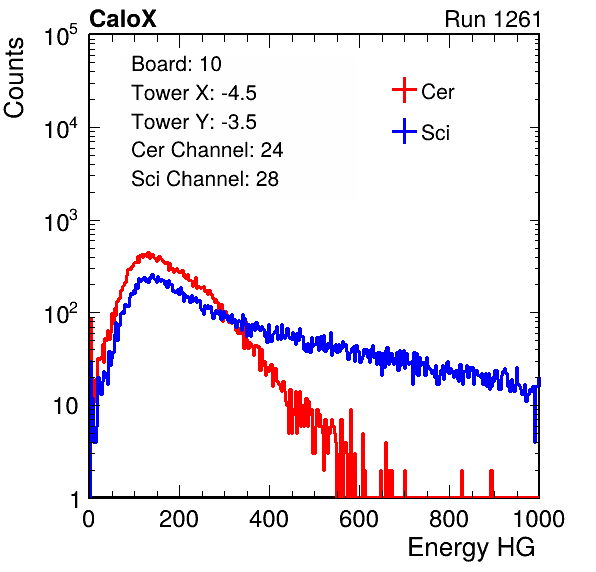 CaloX Run 1261
Counts
Board: 10
Tower X: -4.5
Tower Y: -3.5
Cer Channel: 24
Sci Channel: 28
Cer
Sci
10^5
10^4
10^3
10^2
10
1
0 200 400 600 800 1000
Energy HG